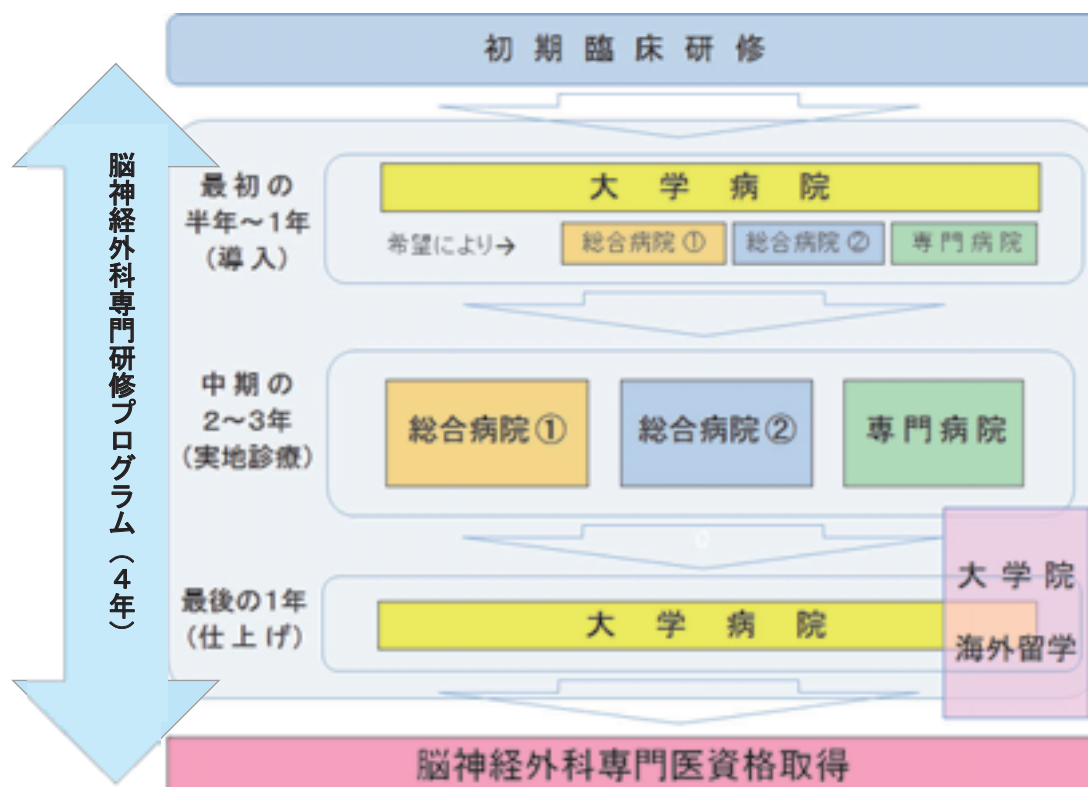 初期臨床研修
脳神経外科専門研修プログラム（４年）
最初の
半年～1年
(導入)
大学病院
希望により→
総合病院①
総合病院②
専門病院
中期の
2～3年
(実地診療)
総合病院①
総合病院②
専門病院
0
最後の1年
(仕上げ)
大学病院
大学院
海外留学
脳神経外科専門医資格取得